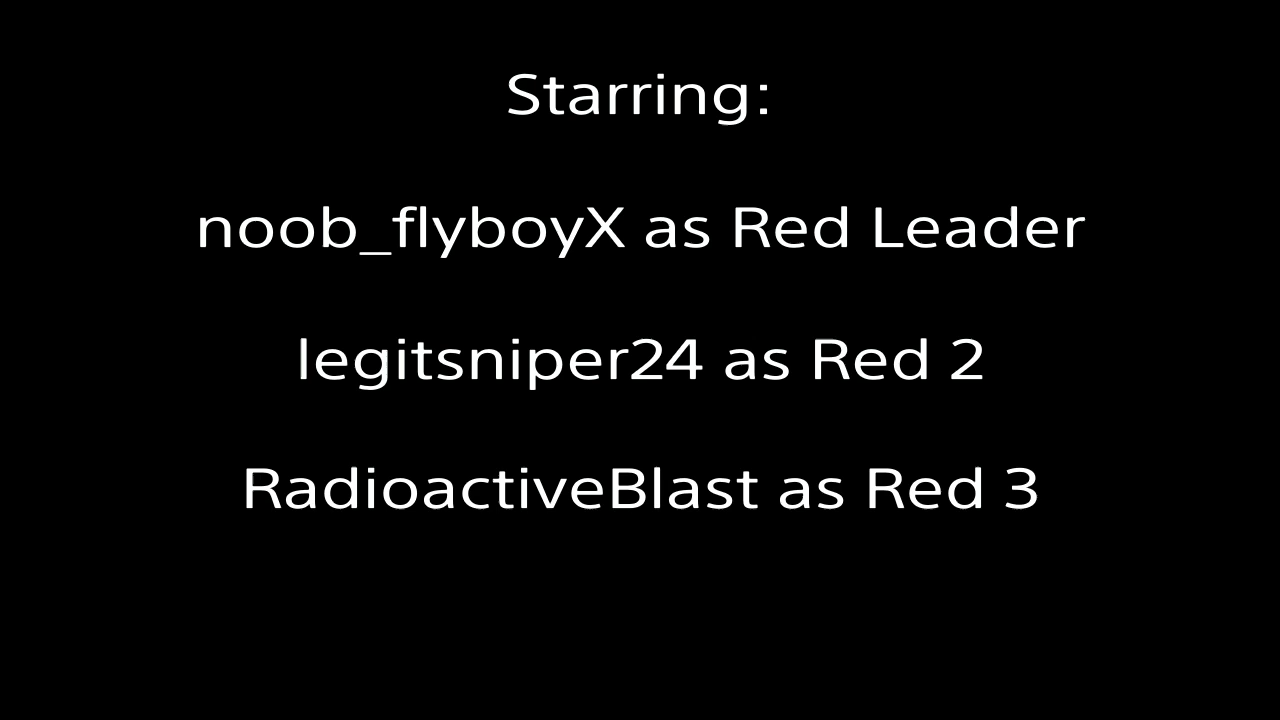 Starring:
noob_flyboyX as Red Leader
legitsniper24 as Red 2
RadioactiveBlast as Red 3